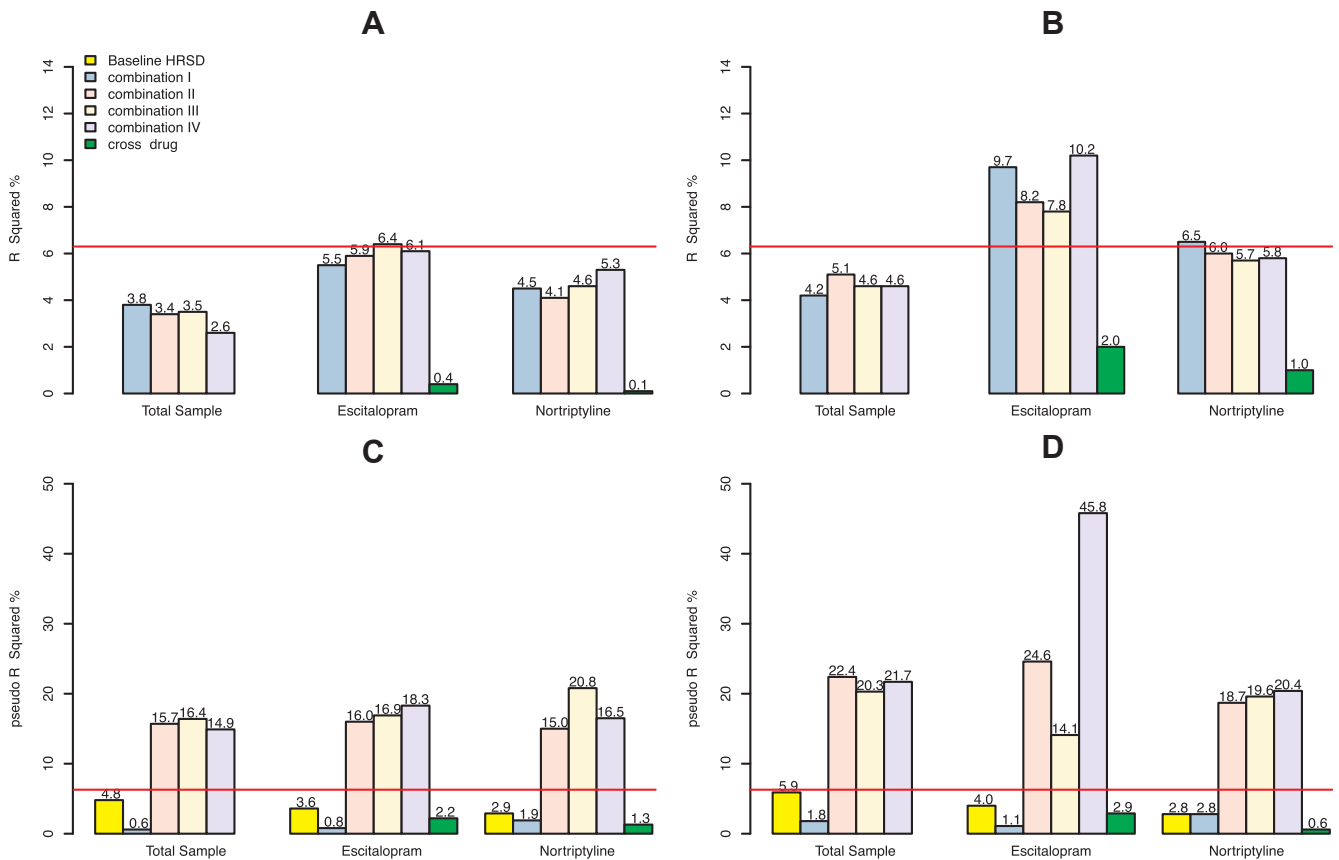 A
Baseline HRSD
combination I
combination II
combination III
combination IV
cross drug
R Squared %
0 2 4 6 8 10 12 14
3.8 3.4 3.5 2.6
5.5 5.9 6.4 6.1 0.4
4.5 4.1 4.6 5.3 0.1
Total Sample Escitalopram Nortriptyline
B
R Squared %
0 2 4 6 8 10 12 14
4.2 5.1 4.6 4.6
9.7 8.2 7.8 10.2 2.0
6.5 6.0 5.7 5.8 1.0
Total Sample Escitalopram Nortriptyline
C
pseudo R Squared %
0 10 20 30 40 50
4.8 0.6 15.7 16.4 14.9
3.6 0.8 16.0 16.9 18.3 2.2
2.9 1.9 15.0 20.8 16.5 1.3
Total Sample Escitalopram Nortriptyline
D
pseudo R Squared %
0 10 20 30 40 50
5.9 1.8 22.4 20.3 21.7
4.0 1.1 24.6 14.1 45.8 2.9
2.8 2.8 18.7 19.6 20.4 0.6
Total Sample Escitalopram Nortriptyline